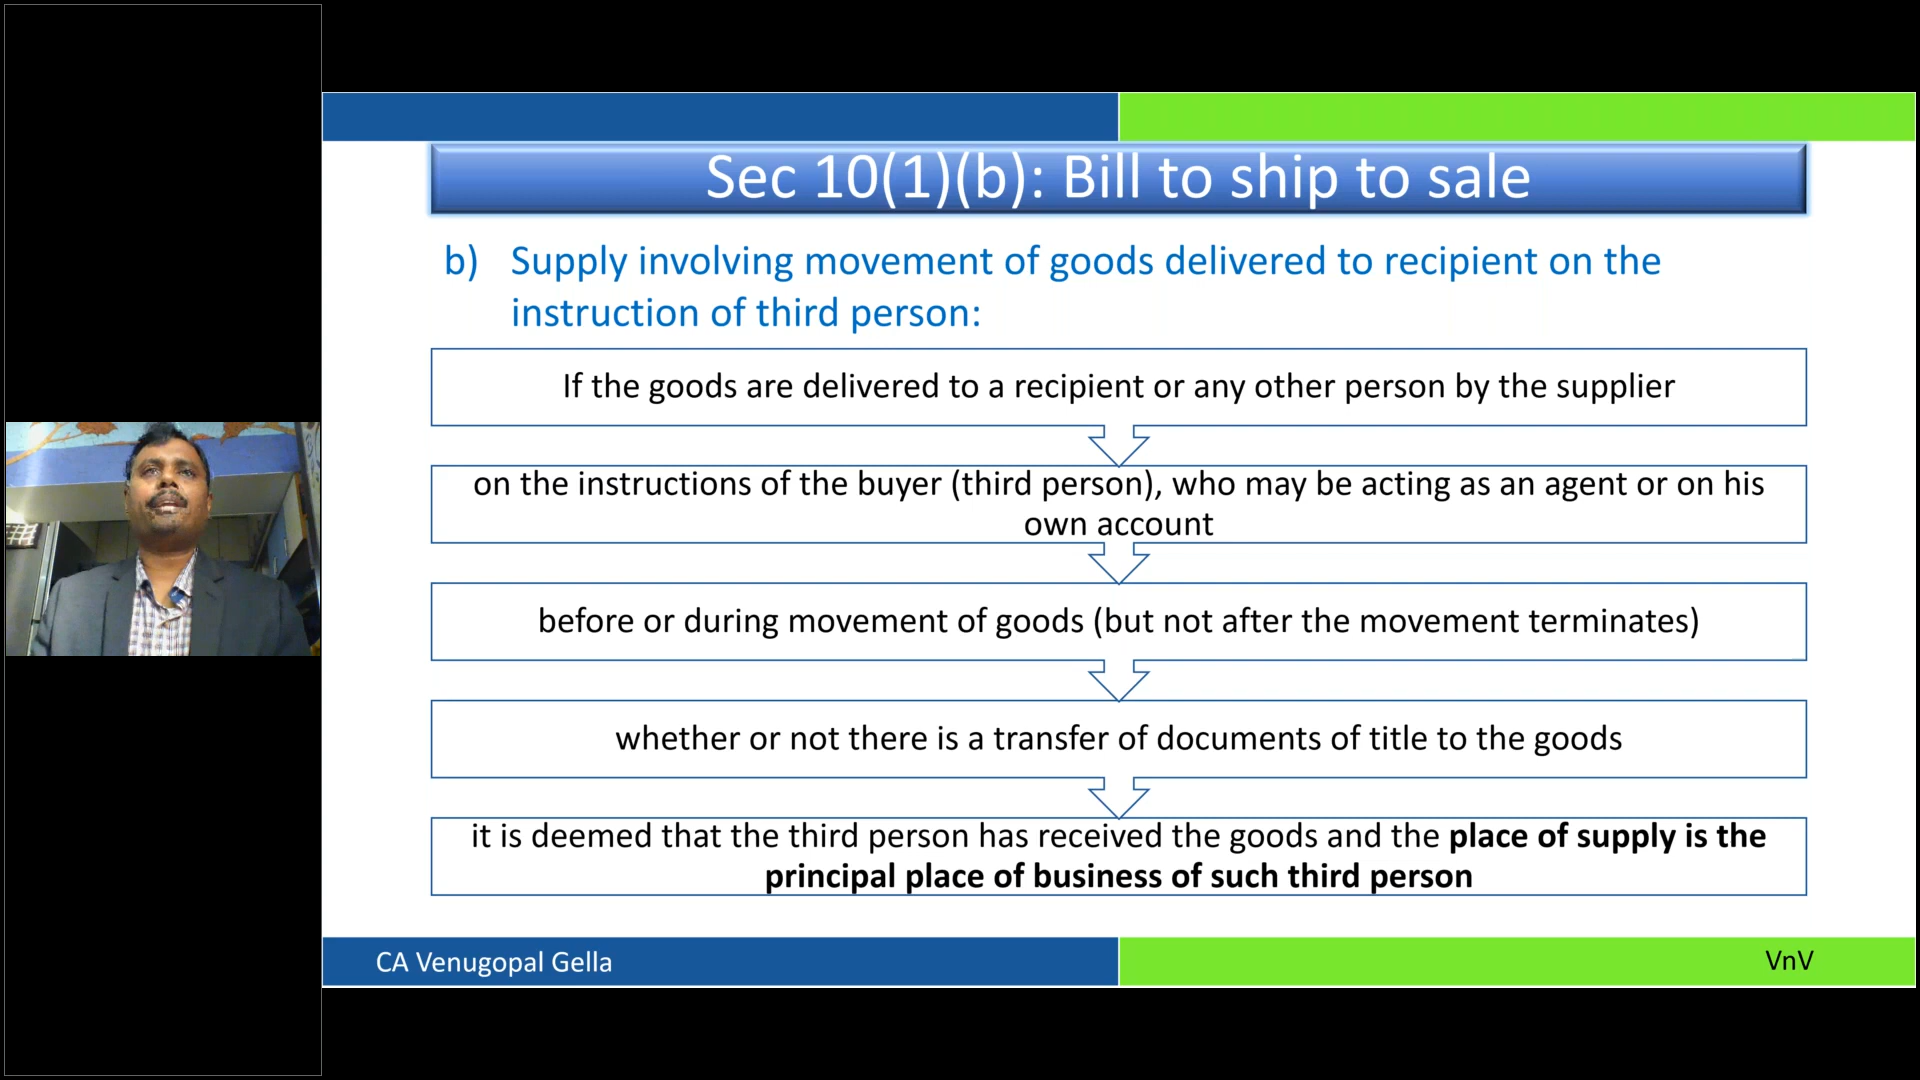 Sec 10(1)(b): Bill to ship to sale
b) Supply involving movement of goods delivered to recipient on the
instruction of third person:
If the goods are delivered to a recipient or any other person by the supplier
on the instructions of the buyer (third person), who may be acting as an agent or on his
own account
before or during movement of goods (but not after the movement terminates)
whether or not there is a transfer of documents of title to the goods
it is deemed that the third person has received the goods and the place of supply is the
principal place of business of such third person
CA Venugopal Gella
VnV